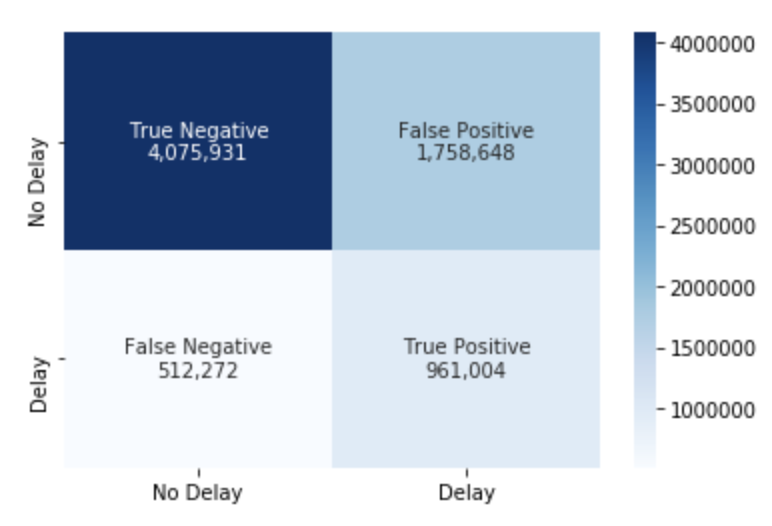 True Negative
4,075,931
False Positive
1,758,648
False Negative
512,272
True Positive
961,004
No Delay
Delay
No Delay
Delay
4000000
3500000
3000000
2500000
2000000
1500000
1000000